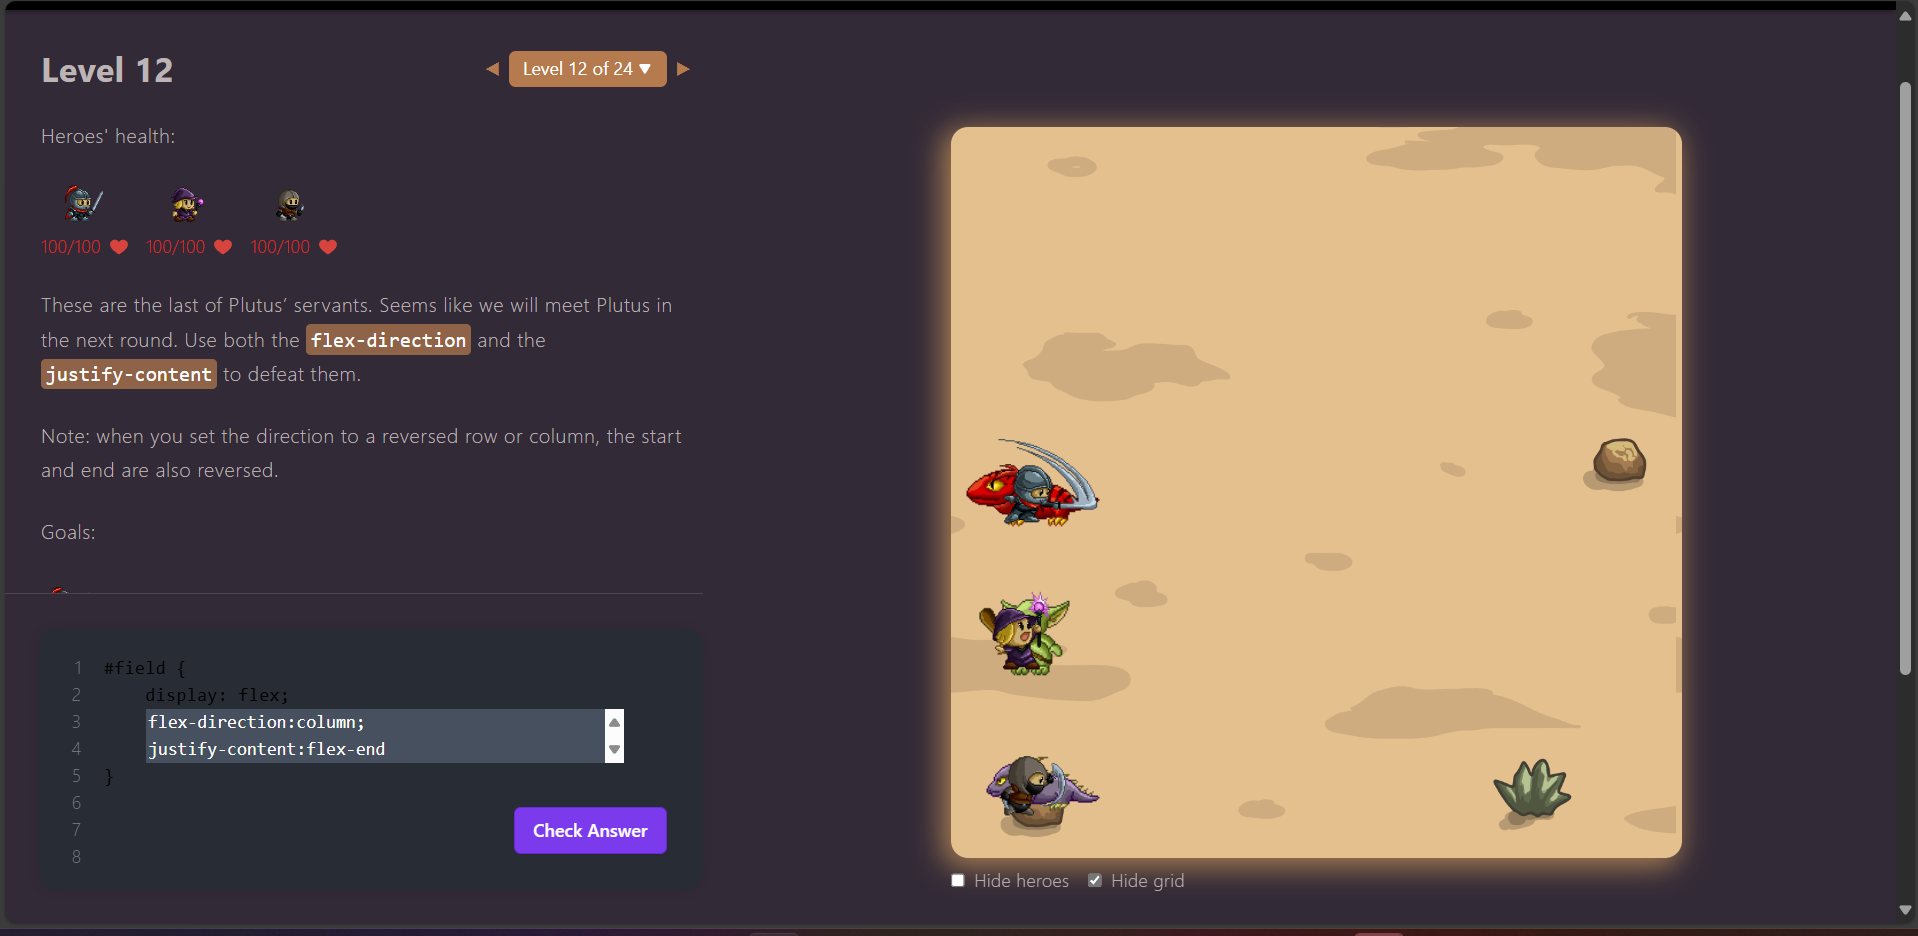 Level 12
Level 12 of 24 ▼
Heroes' health:
100/100
100/100
100/100
These are the last of Plutus’ servants. Seems like we will meet Plutus in
the next round. Use both the flex-direction and the
justify-content to defeat them.
Note: when you set the direction to a reversed row or column, the start
and end are also reversed.
Goals:
1 #field {
2 display: flex;
3 flex-direction:column;
4 justify-content:flex-end
5 }
6
7
8
Check Answer
Hide heroes
Hide grid